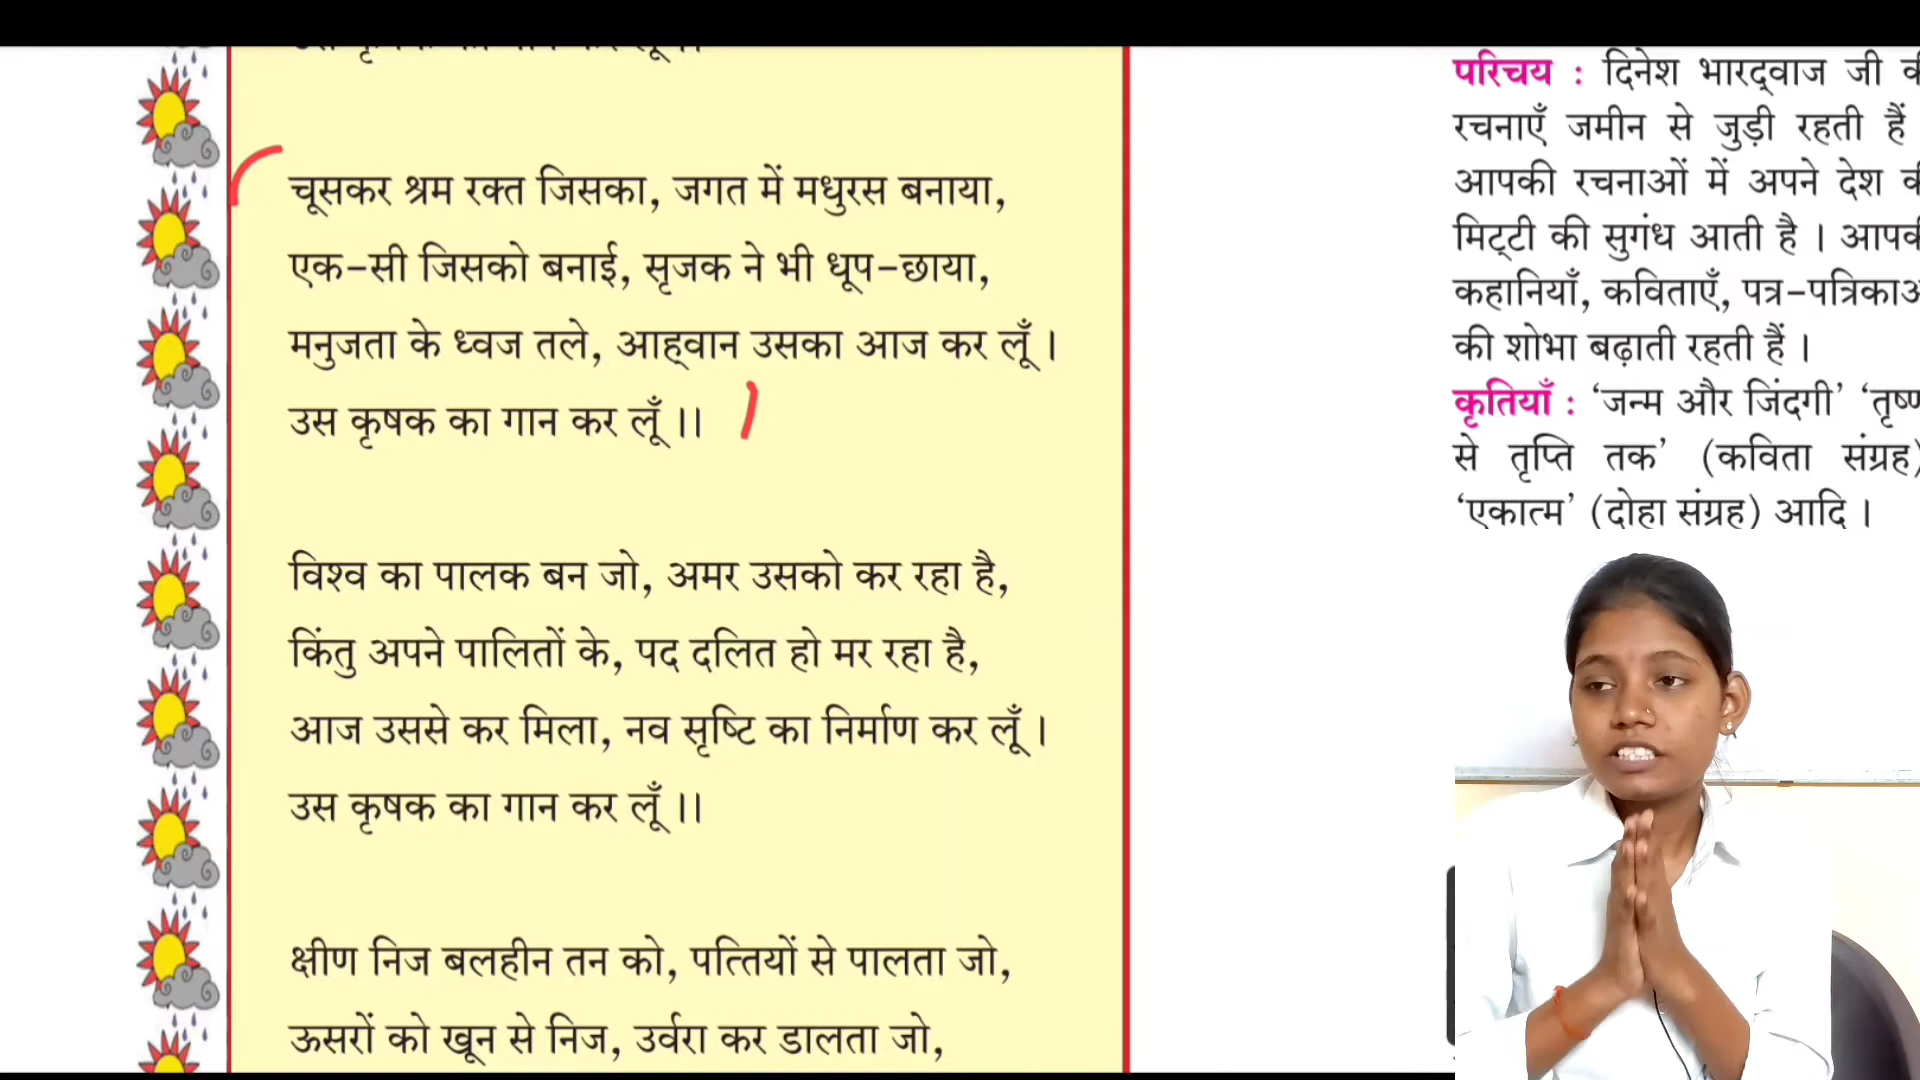 चूसकर श्रम रक्त जिसका, जगत में मधुरस बनाया,
एक-सी जिसको बनाई, सृजक ने भी धूप-छाया,
मनुजता के ध्वज तले, आह्‌वान उसका आज कर लूँ ।
उस कृषक का गान कर लूँ ।।
विश्व का पालक बन जो, अमर उसको कर रहा है,
किंतु अपने पालितों के, पद दलित हो मर रहा है,
आज उससे कर मिला, नव सृष्टि का निर्माण कर लूँ ।
उस कृषक का गान कर लूँ ।।
क्षीण निज बलहीन तन को, पत्तियों से पालता जो,
ऊसरों को खून से निज, उर्वरा कर डालता जो,
परिचय : दिनेश भारद्‌वाज जी
रचनाएँ जमीन से जुड़ी रहती हैं
आपकी रचनाओं में अपने देश
मिट्‌टी की सुगंध आती है ।
कहानियाँ, कविताएँ,
की शोभा बढ़ाती रहती हैं ।
कृतियाँ : ‘जन्म और जिंदगी’
से तृप्ति तक’ (कविता संग्रह)
‘एकात्म’ (दोहा संग्रह) आदि ।